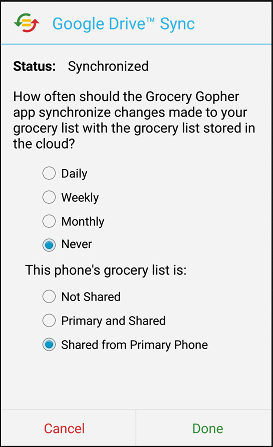 Google Drive™ Sync
Status: Synchronized
How often should the Grocery Gopher
app synchronize changes made to your
grocery list with the grocery list stored in
the cloud?
Daily
Weekly
Monthly
Never
This phone's grocery list is:
Not Shared
Primary and Shared
Shared from Primary Phone
Cancel
Done